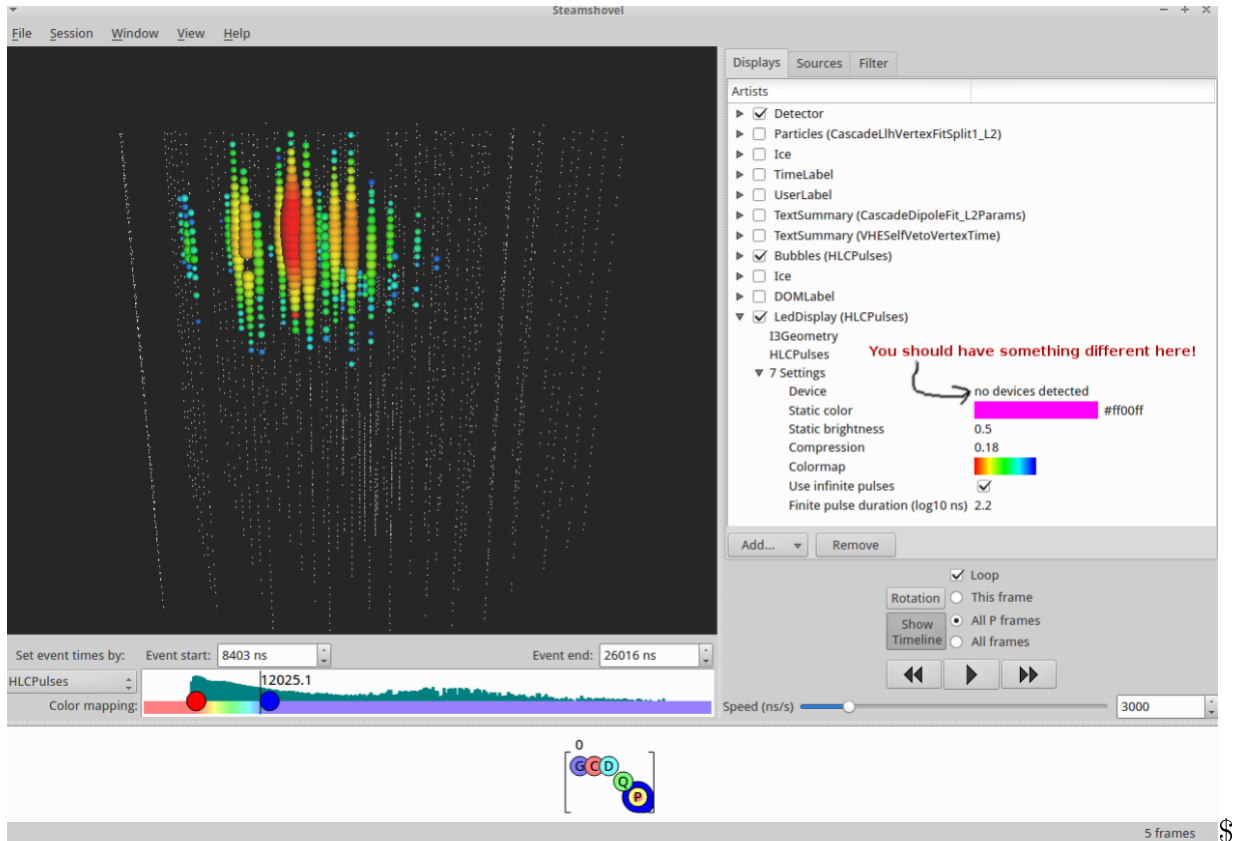 Steamshovel
File Session Window View Help
Displays Sources Filter
Artists
Detector
Particles (CascadeLlhVertexFitSplit1_L2)
Ice
TimeLabel
UserLabel
TextSummary (CascadeDipoleFit_L2Params)
TextSummary (VHESelfVetoVertexTime)
Bubbles (HLCPulses)
Ice
DOMLabel
LedDisplay (HLCPulses)
I3Geometry
HLCPulses
You should have something different here!
7 Settings
Device no devices detected
Static color #ff00ff
Static brightness 0.5
Compression 0.18
Colormap
Use infinite pulses
Finite pulse duration (log10 ns) 2.2
Add... Remove
Loop
Rotation This frame
Show Timeline All P frames
All frames
Set event times by: Event start: 8403 ns Event end: 26016 ns
HLCPulses 12025.1
Color mapping:
Speed (ns/s) 3000
0
G C D
Q
P
5 frames
$